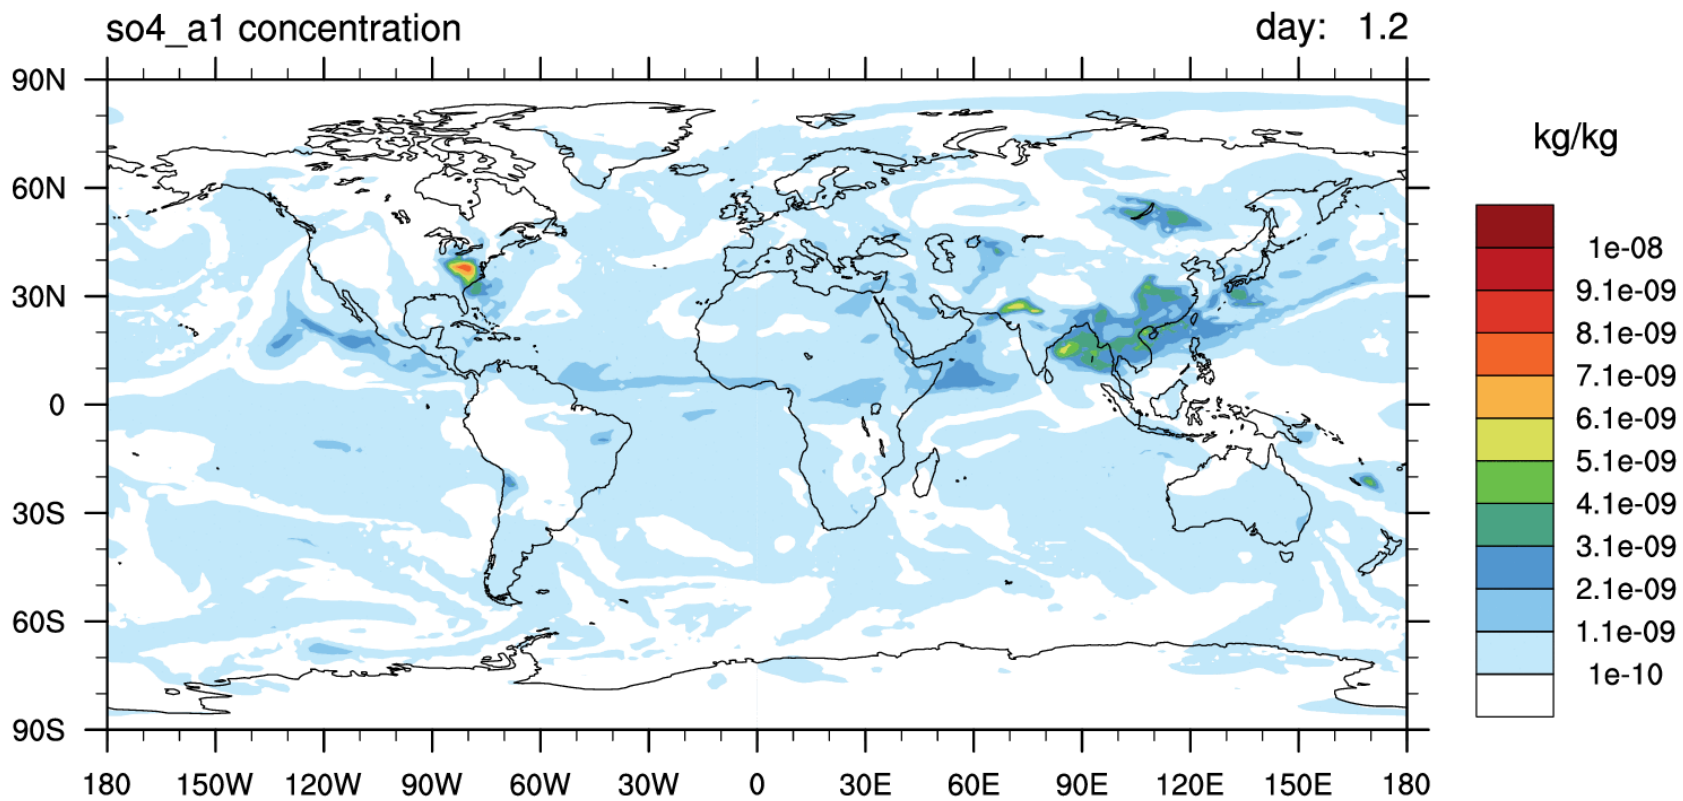 so4_a1 concentration day: 1.2
kg/kg
90N
60N
30N
0
30S
60S
90S
180 150W 120W 90W 60W 30W 0 30E 60E 90E 120E 150E 180
1e-08
9.1e-09
8.1e-09
7.1e-09
6.1e-09
5.1e-09
4.1e-09
3.1e-09
2.1e-09
1.1e-09
1e-10